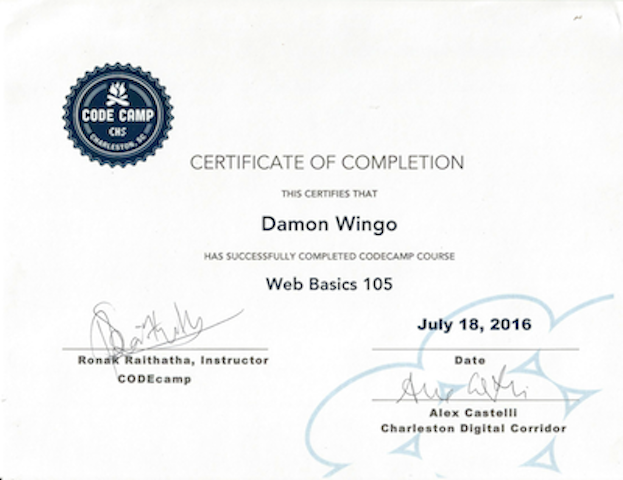 CODE CAMP
CHS
CHARLESTON, SC
CERTIFICATE OF COMPLETION
THIS CERTIFIES THAT
Damon Wingo
HAS SUCCESSFULLY COMPLETED CODECAMP COURSE
Web Basics 105
July 18, 2016
Ronak Raithatha, Instructor
CODEcamp
Date
Alex Castelli
Charleston Digital Corridor